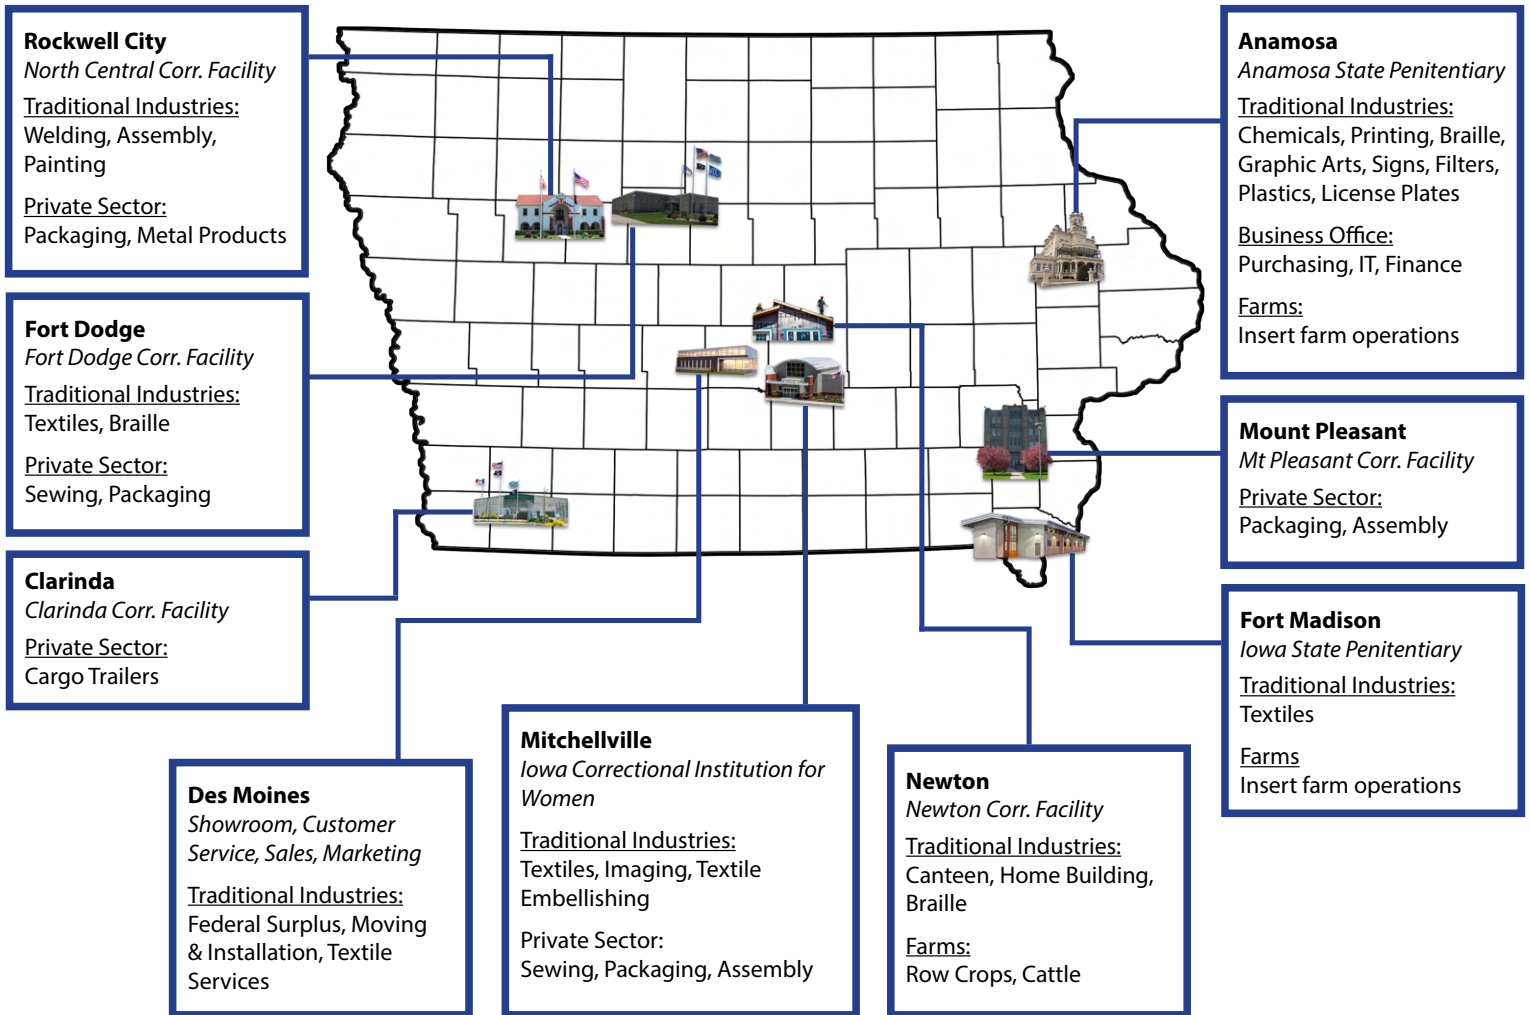 Rockwell City
North Central Corr. Facility
Traditional Industries:
Welding, Assembly,
Painting
Private Sector:
Packaging, Metal Products
Fort Dodge
Fort Dodge Corr. Facility
Traditional Industries:
Textiles, Braille
Private Sector:
Sewing, Packaging
Clarinda
Clarinda Corr. Facility
Private Sector:
Cargo Trailers
Des Moines
Showroom, Customer
Service, Sales, Marketing
Traditional Industries:
Federal Surplus, Moving
& Installation, Textile
Services
Mitchellville
Iowa Correctional Institution for
Women
Traditional Industries:
Textiles, Imaging, Textile
Embellishing
Private Sector:
Sewing, Packaging, Assembly
Newton
Newton Corr. Facility
Traditional Industries:
Canteen, Home Building,
Braille
Farms:
Row Crops, Cattle
Anamosa
Anamosa State Penitentiary
Traditional Industries:
Chemicals, Printing, Braille,
Graphic Arts, Signs, Filters,
Plastics, License Plates
Business Office:
Purchasing, IT, Finance
Farms:
Insert farm operations
Mount Pleasant
Mt Pleasant Corr. Facility
Private Sector:
Packaging, Assembly
Fort Madison
Iowa State Penitentiary
Traditional Industries:
Textiles
Farms
Insert farm operations